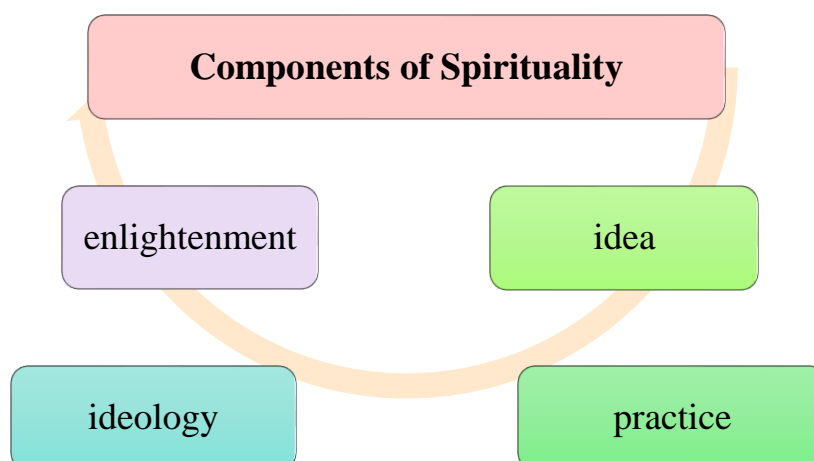 Components of Spirituality
enlightenment
idea
ideology
practice